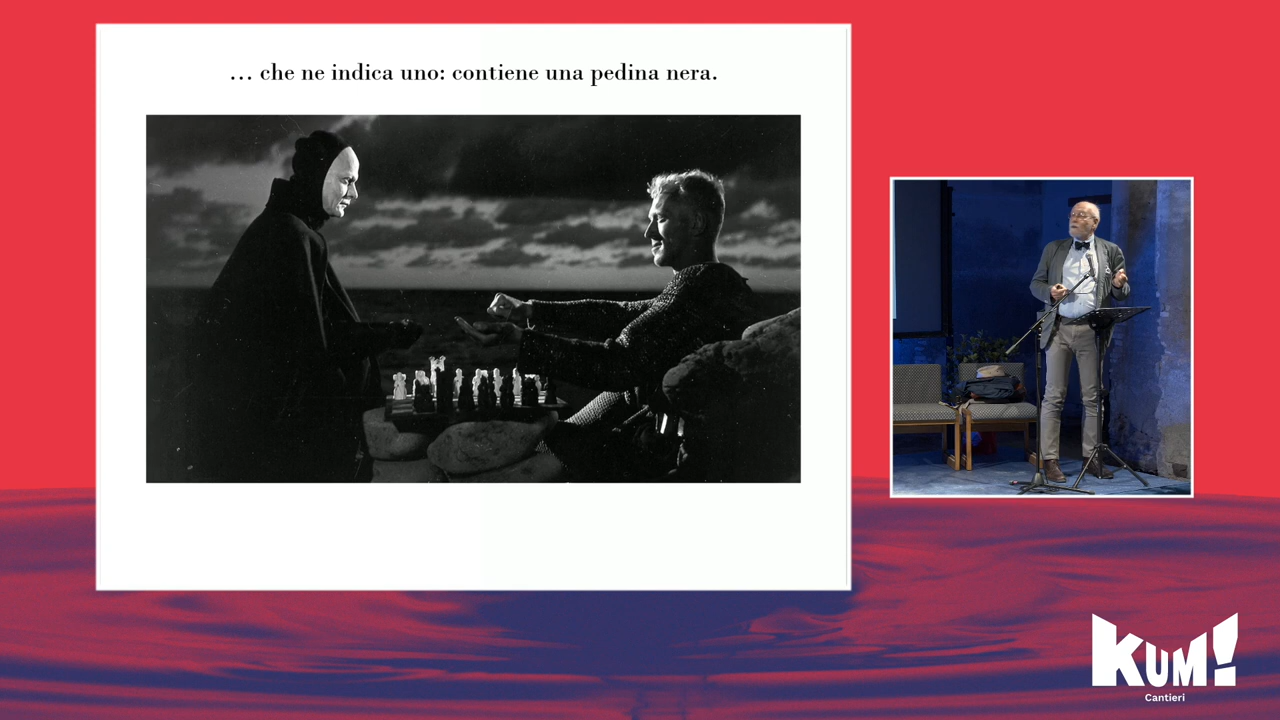 … che ne indica uno: contiene una pedina nera.
KUM!
Cantieri